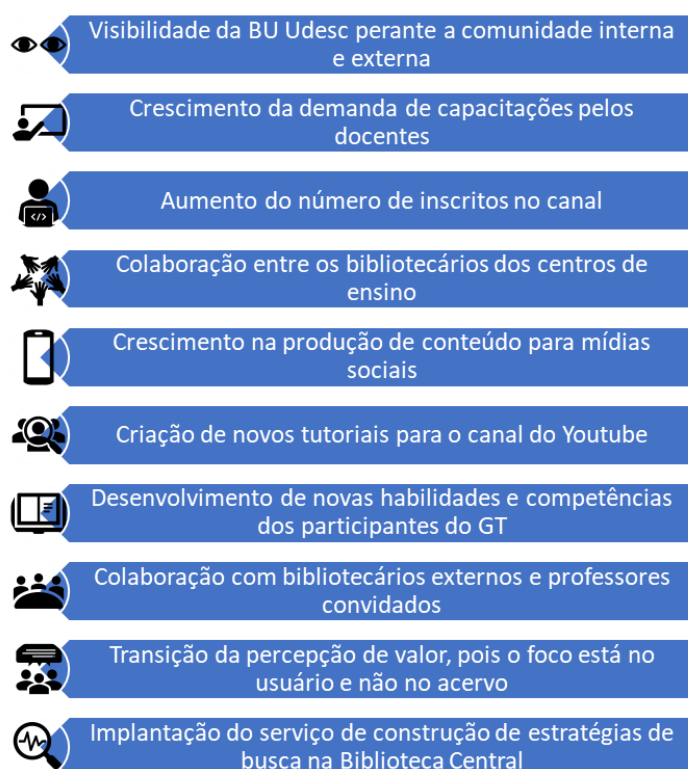 Visibilidade da BU Udesc perante a comunidade interna
e externa
Crescimento da demanda de capacitações pelos
docentes
Aumento do número de inscritos no canal
Colaboração entre os bibliotecários dos centros de
ensino
Crescimento na produção de conteúdo para mídias
sociais
Criação de novos tutoriais para o canal do Youtube
Desenvolvimento de novas habilidades e competências
dos participantes do GT
Colaboração com bibliotecários externos e professores
convidados
Transição da percepção de valor, pois o foco está no
usuário e não no acervo
Implantação do serviço de construção de estratégias de
busca na Biblioteca Central